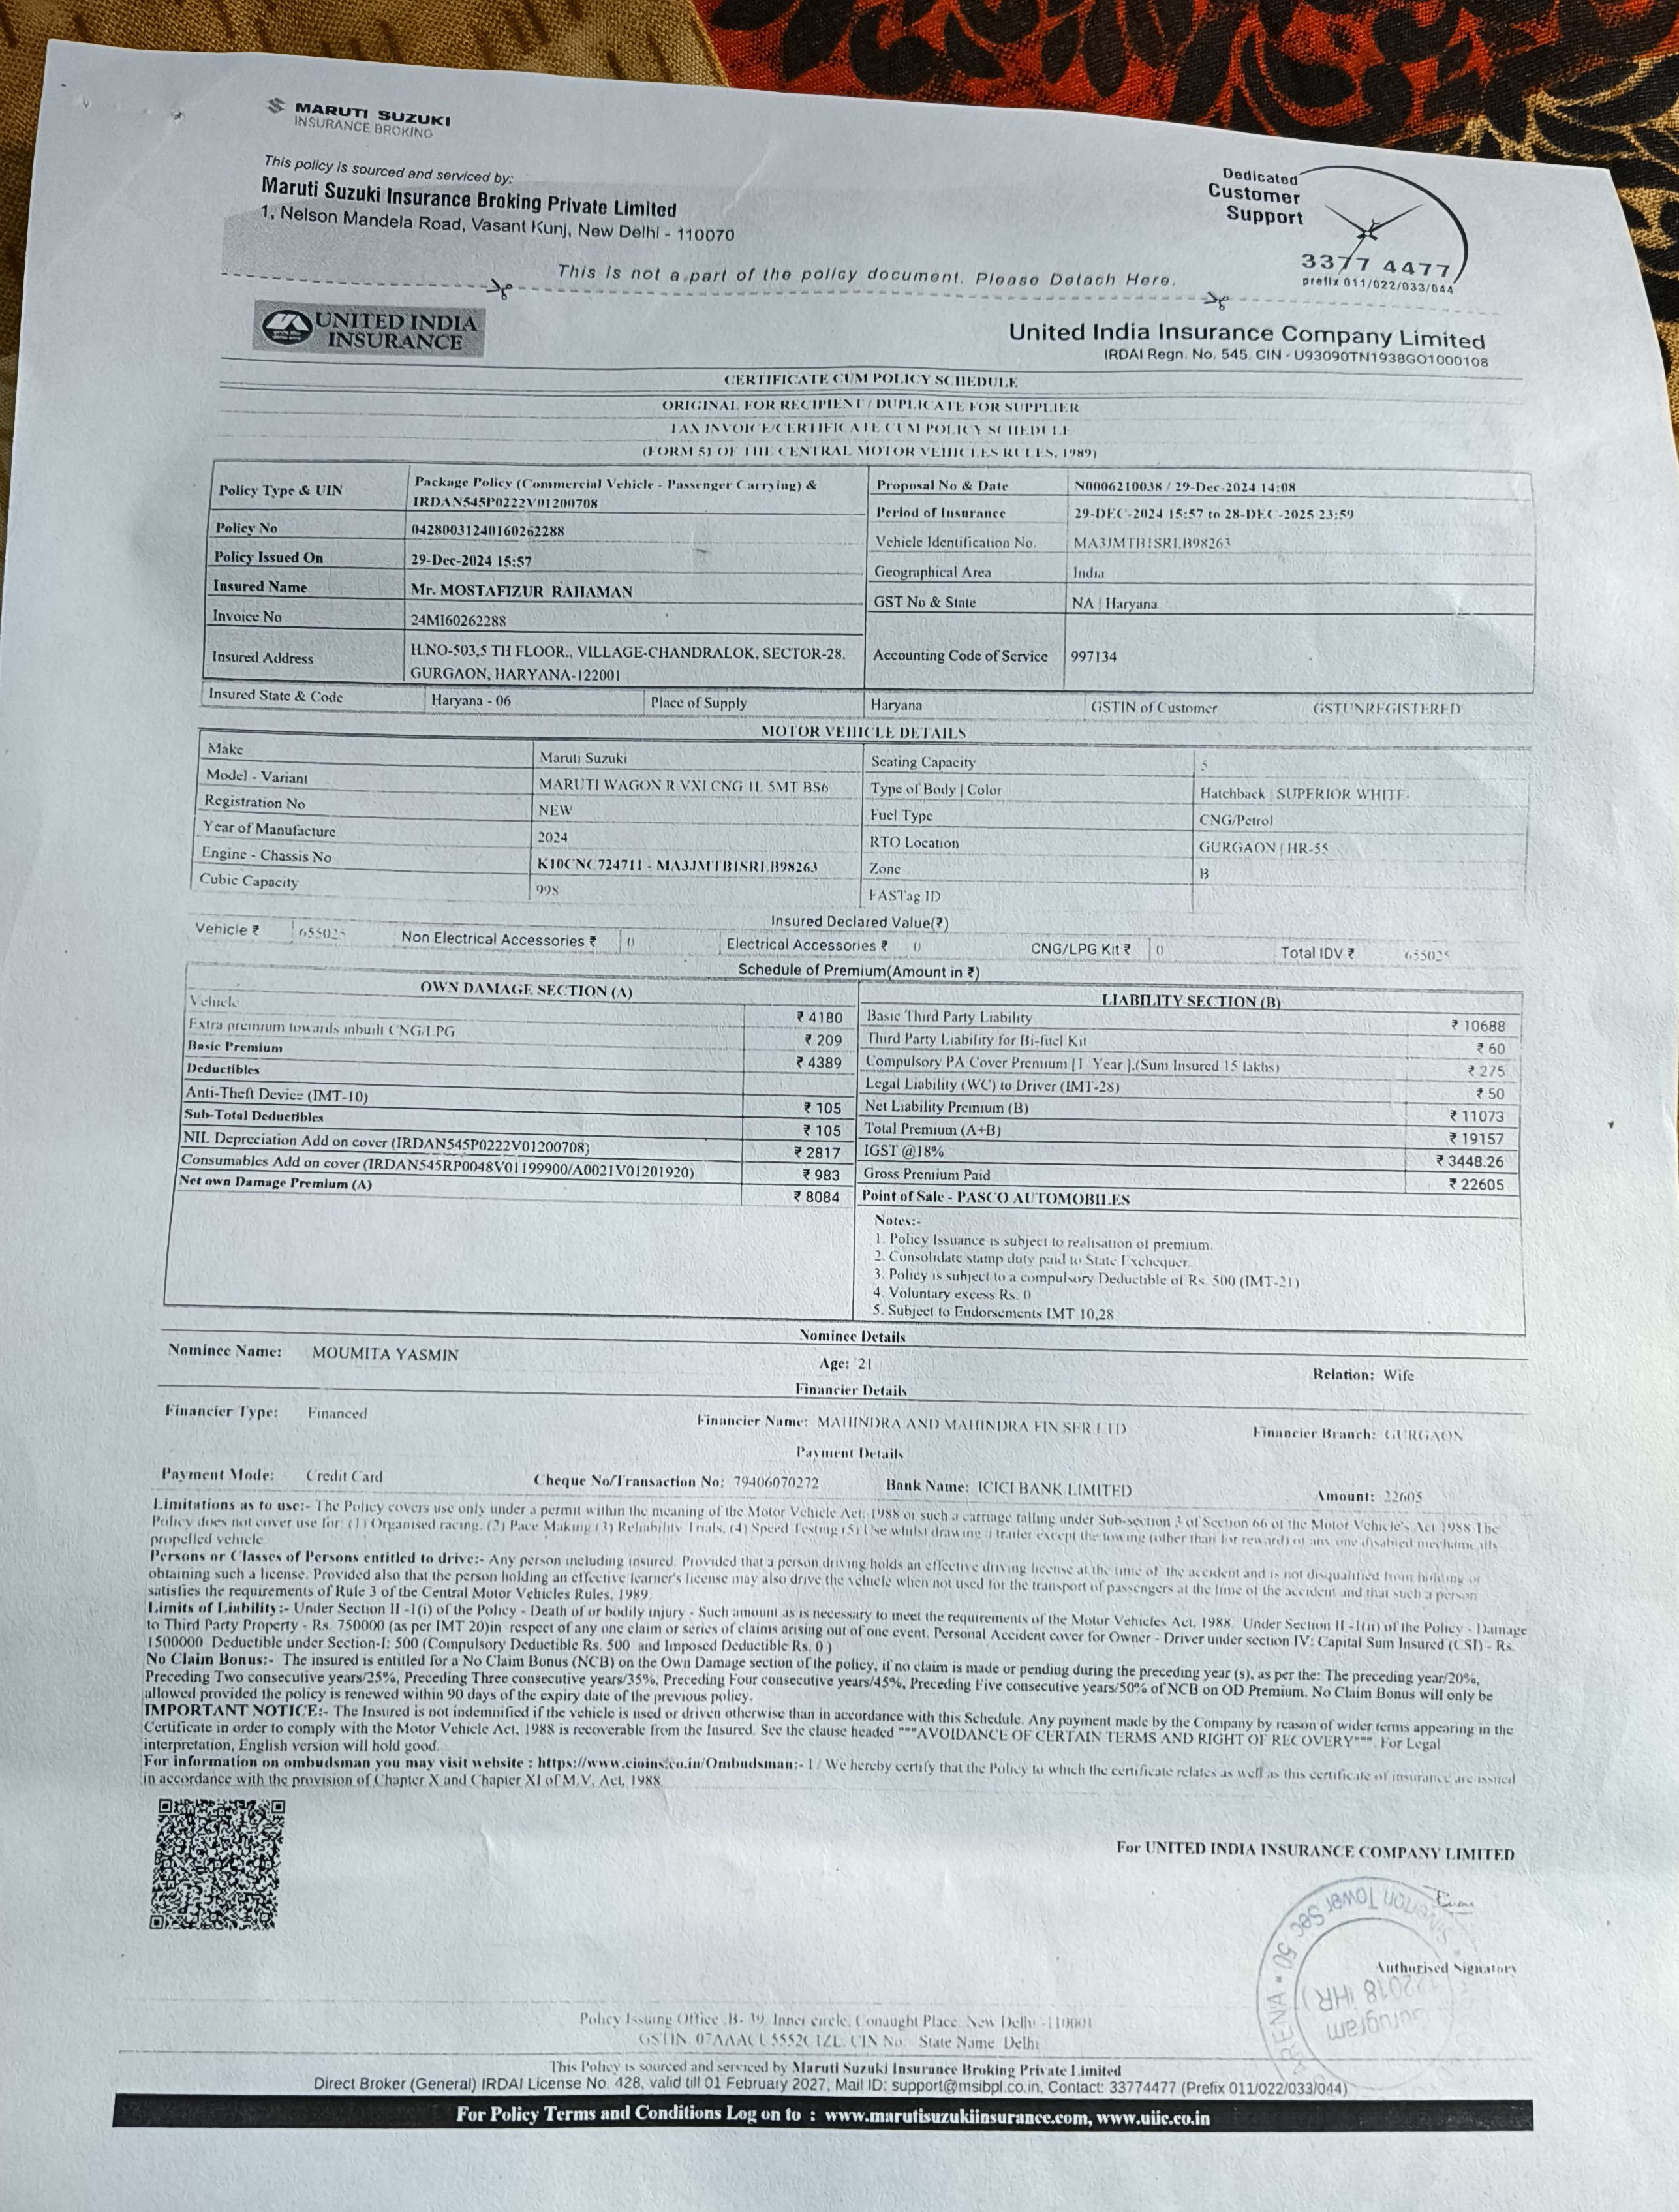 MARUTI SUZUKI
INSURANCE BROKING
This policy is sourced and serviced by:
Maruti Suzuki Insurance Broking Private Limited
1, Nelson Mandela Road, Vasant Kunj, New Delhi - 110070
Dedicated
Customer
Support
3377 4477
prefix 011/022/033/044
This is not a part of the policy document. Please Detach Here.
UNITED INDIA
INSURANCE
United India Insurance Company Limited
IRDAI Regn. No. 545. CIN - U93090TN1938GO1000108
CERTIFICATE CUM POLICY SCHEDULE
ORIGINAL FOR RECIPIENT / DUPLICATE FOR SUPPLIER
TAX INVOICE/CERTIFICATE CUM POLICY SCHEDULE
(FORM 51 OF THE CENTRAL MOTOR VEHICLES RULES, 1989)
Policy Type & UIN Package Policy (Commercial Vehicle - Passenger Carrying) &
IRDAN545P0222V01200708
Policy No 04280031240160262288
Policy Issued On 29-Dec-2024 15:57
Insured Name Mr. MOSTAFIZUR RAHAMAN
Invoice No 24MI60262288
Insured Address H.NO-503,5 TH FLOOR., VILLAGE-CHANDRALOK, SECTOR-28,
GURGAON, HARYANA-122001
Proposal No & Date N0006210038 / 29-Dec-2024 14:08
Period of Insurance 29-DEC-2024 15:57 to 28-DEC-2025 23:59
Vehicle Identification No. MA3JMTB1SRLB98263
Geographical Area India
GST No & State NA | Haryana
Accounting Code of Service 997134
Insured State & Code Haryana - 06 Place of Supply Haryana GSTIN of Customer GSTUNREGISTERED
MOTOR VEHICLE DETAILS
Make Maruti Suzuki
Model - Variant MARUTI WAGON R VXI CNG 1L 5MT BS6
Registration No NEW
Year of Manufacture 2024
Engine - Chassis No K10CNC724711 - MA3JMTB1SRLB98263
Cubic Capacity 998
Seating Capacity 5
Type of Body | Color Hatchback | SUPERIOR WHITE-
Fuel Type CNG/Petrol
RTO Location GURGAON | HR-55
Zone B
FASTag ID
Insured Declared Value(₹)
Vehicle ₹ 655025 Non Electrical Accessories ₹ 0 Electrical Accessories ₹ 0 CNG/LPG Kit ₹ 0 Total IDV ₹ 655025
Schedule of Premium(Amount in ₹)
OWN DAMAGE SECTION (A)
Vehicle ₹ 4180
Extra premium towards inbuilt CNG/LPG ₹ 209
Basic Premium ₹ 4389
Deductibles
Anti-Theft Device (IMT-10) ₹ 105
Sub-Total Deductibles ₹ 105
NIL Depreciation Add on cover (IRDAN545P0222V01200708) ₹ 2817
Consumables Add on cover (IRDAN545RP0048V01199900/A0021V01201920) ₹ 983
Net own Damage Premium (A) ₹ 8084
LIABILITY SECTION (B)
Basic Third Party Liability ₹ 10688
Third Party Liability for Bi-fuel Kit ₹ 60
Compulsory PA Cover Premium [1 Year ],(Sum Insured 15 lakhs) ₹ 275
Legal Liability (WC) to Driver (IMT-28) ₹ 50
Net Liability Premium (B) ₹ 11073
Total Premium (A+B) ₹ 19157
IGST @18% ₹ 3448.26
Gross Premium Paid ₹ 22605
Point of Sale - PASCO AUTOMOBILES
Notes:-
1. Policy Issuance is subject to realisation of premium.
2. Consolidate stamp duty paid to State Exchequer
3. Policy is subject to a compulsory Deductible of Rs. 500 (IMT-21)
4. Voluntary excess Rs. 0
5. Subject to Endorsements IMT 10,28
Nominee Details
Nominee Name: MOUMITA YASMIN Age: 21 Relation: Wife
Financier Details
Financier Type: Financed Financier Name: MAHINDRA AND MAHINDRA FIN SER LTD Financier Branch: GURGAON
Payment Details
Payment Mode: Credit Card Cheque No/Transaction No: 79406070272 Bank Name: ICICI BANK LIMITED Amount: 22605
Limitations as to use:- The Policy covers use only under a permit within the meaning of the Motor Vehicle Act, 1988 or such a carriage falling under Sub-section 3 of Section 66 of the Motor Vehicle's Act 1988 The
Policy does not cover use for: (1) Organised racing, (2) Pace Making (3) Reliability Trials, (4) Speed Testing (5) Use whilst drawing a trailer except the towing (other than for reward) of any one disabled mechanically
propelled vehicle.
Persons or Classes of Persons entitled to drive:- Any person including insured. Provided that a person driving holds an effective driving license at the time of the accident and is not disqualified from holding or
obtaining such a license. Provided also that the person holding an effective learner's license may also drive the vehicle when not used for the transport of passengers at the time of the accident and that such a person
satisfies the requirements of Rule 3 of the Central Motor Vehicles Rules, 1989.
Limits of Liability:- Under Section II -1(i) of the Policy - Death of or bodily injury - Such amount as is necessary to meet the requirements of the Motor Vehicles Act, 1988. Under Section II -1(ii) of the Policy - Damage
to Third Party Property - Rs. 750000 (as per IMT 20)in respect of any one claim or series of claims arising out of one event. Personal Accident cover for Owner - Driver under section IV: Capital Sum Insured (CSI) - Rs.
1500000 Deductible under Section-I: 500 (Compulsory Deductible Rs. 500 and Imposed Deductible Rs. 0 )
No Claim Bonus:- The insured is entitled for a No Claim Bonus (NCB) on the Own Damage section of the policy, if no claim is made or pending during the preceding year (s), as per the: The preceding year/20%,
Preceding Two consecutive years/25%, Preceding Three consecutive years/35%, Preceding Four consecutive years/45%, Preceding Five consecutive years/50% of NCB on OD Premium. No Claim Bonus will only be
allowed provided the policy is renewed within 90 days of the expiry date of the previous policy.
IMPORTANT NOTICE:- The Insured is not indemnified if the vehicle is used or driven otherwise than in accordance with this Schedule. Any payment made by the Company by reason of wider terms appearing in the
Certificate in order to comply with the Motor Vehicle Act, 1988 is recoverable from the Insured. See the clause headed """AVOIDANCE OF CERTAIN TERMS AND RIGHT OF RECOVERY""". For Legal
interpretation, English version will hold good.
For information on ombudsman you may visit website : https://www.cioins.co.in/Ombudsman:- I / We hereby certify that the Policy to which the certificate relates as well as this certificate of insurance are issued
in accordance with the provision of Chapter X and Chapter XI of M.V. Act, 1988
For UNITED INDIA INSURANCE COMPANY LIMITED
Tower Sec 50
Gurugram
122018 (HR)
Authorised Signatory
Policy Issuing Office :B- 39, Inner circle, Conaught Place, New Delhi -110001
CIN No: State Name. Delhi
This Policy is sourced and serviced by Maruti Suzuki Insurance Broking Private Limited
Direct Broker (General) IRDAI License No. 428, valid till 01 February 2027, Mail ID: support@msibpl.co.in, Contact: 33774477 (Prefix 011/022/033/044)
For Policy Terms and Conditions Log on to : www.marutisuzukiinsurance.com, www.uiic.co.in